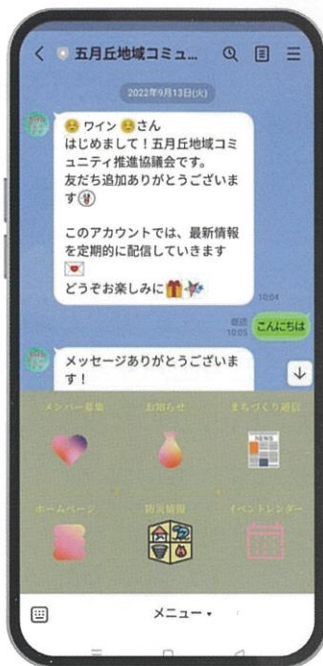 五月丘地域コミュ...
2022年9月13日(火)
ワイン さん
はじめまして！五月丘地域コミ
ュニティ推進協議会です。
友だち追加ありがとうございま
す
このアカウントでは、最新情報
を定期的に配信していきます
どうぞお楽しみに
10:04
既読
10:05
こんにちは
メッセージありがとうございま
す！
メンバー募集 お知らせ まちづくり通信
NEWS
ホームページ 防災情報 イベントレンダー
メニュー